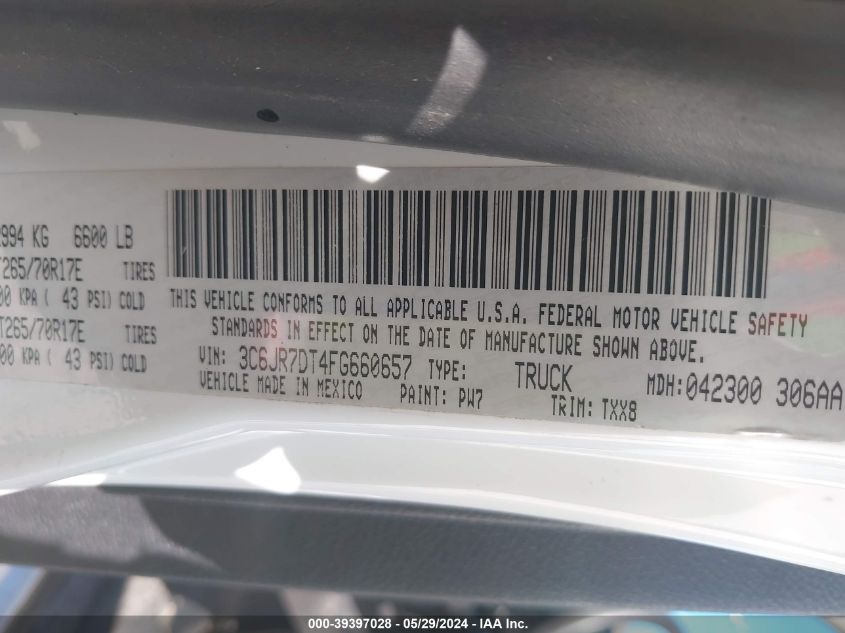 994 KG 6600 LB
265/70R17E TIRES
00 KPA ( 43 PSI) COLD
T265/70R17E TIRES
00 KPA ( 43 PSI) COLD
THIS VEHICLE CONFORMS TO ALL APPLICABLE U.S.A. FEDERAL MOTOR VEHICLE SAFETY
STANDARDS IN EFFECT ON THE DATE OF MANUFACTURE SHOWN ABOVE.
VIN: 3C6JR7DT4FG660657 TYPE: TRUCK MDH:042300 306AA
VEHICLE MADE IN MEXICO PAINT: PW7 TRIM: TXX8
000-39397028 - 05/29/2024 - IAA Inc.